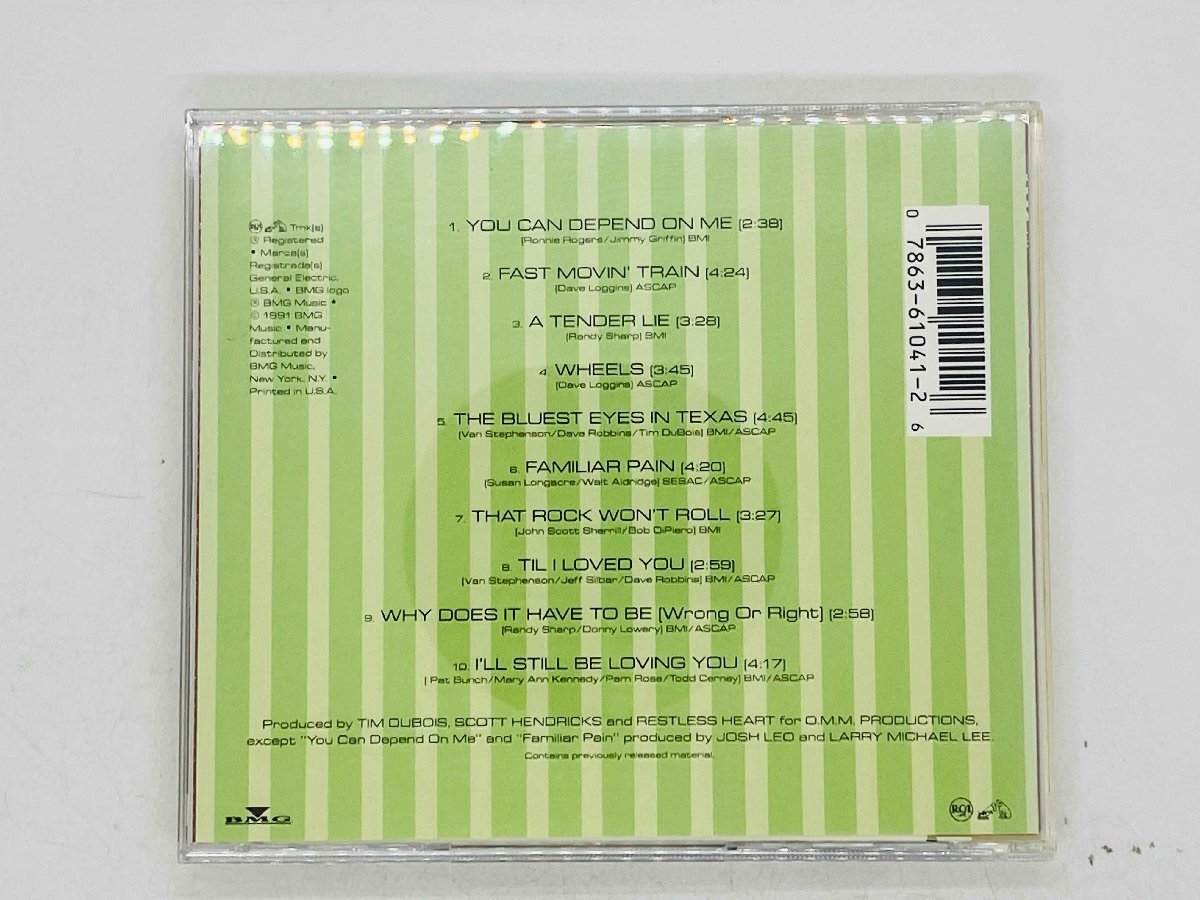 RCA Tmk(s)
® Registered
• Marca(s)
Registrada(s)
General Electric,
U.S.A. • BMG logo
® BMG Music •
© 1991 BMG
Music • Manu-
factured and
Distributed by
BMG Music,
New York, N.Y. •
Printed in U.S.A.
1. YOU CAN DEPEND ON ME [2:38]
[Ronnie Rogers/Jimmy Griffin] BMI
2. FAST MOVIN' TRAIN [4:24]
[Dave Loggins] ASCAP
3. A TENDER LIE [3:28]
[Randy Sharp] BMI
4. WHEELS [3:45]
[Dave Loggins] ASCAP
5. THE BLUEST EYES IN TEXAS [4:45]
[Van Stephenson/Dave Robbins/Tim DuBois] BMI/ASCAP
6. FAMILIAR PAIN [4:20]
[Susan Longacre/Walt Aldridge] SESAC/ASCAP
7. THAT ROCK WON'T ROLL [3:27]
[John Scott Sherrill/Bob DiPiero] BMI
8. TIL I LOVED YOU [2:59]
[Van Stephenson/Jeff Silbar/Dave Robbins] BMI/ASCAP
9. WHY DOES IT HAVE TO BE [Wrong Or Right] [2:58]
[Randy Sharp/Donny Lowery] BMI/ASCAP
10. I'LL STILL BE LOVING YOU [4:17]
[Pat Bunch/Mary Ann Kennedy/Pam Rose/Todd Cerney] BMI/ASCAP
Produced by TIM DUBOIS, SCOTT HENDRICKS and RESTLESS HEART for O.M.M. PRODUCTIONS,
except "You Can Depend On Me" and "Familiar Pain" produced by JOSH LEO and LARRY MICHAEL LEE.
Contains previously released material.
0 7863-61041-2 6
BMG
RCA